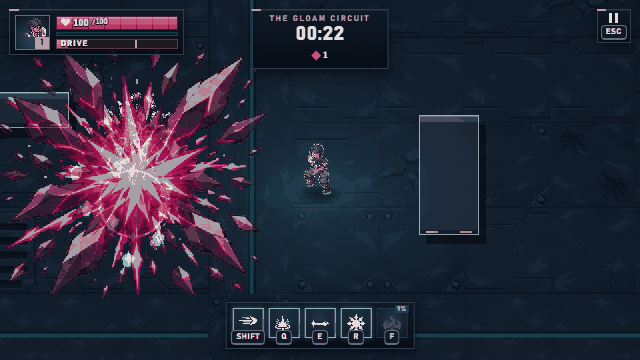 100/100
1
DRIVE
THE GLOAM CIRCUIT
00:22
1
ESC
SHIFT
Q
E
R
9%
F